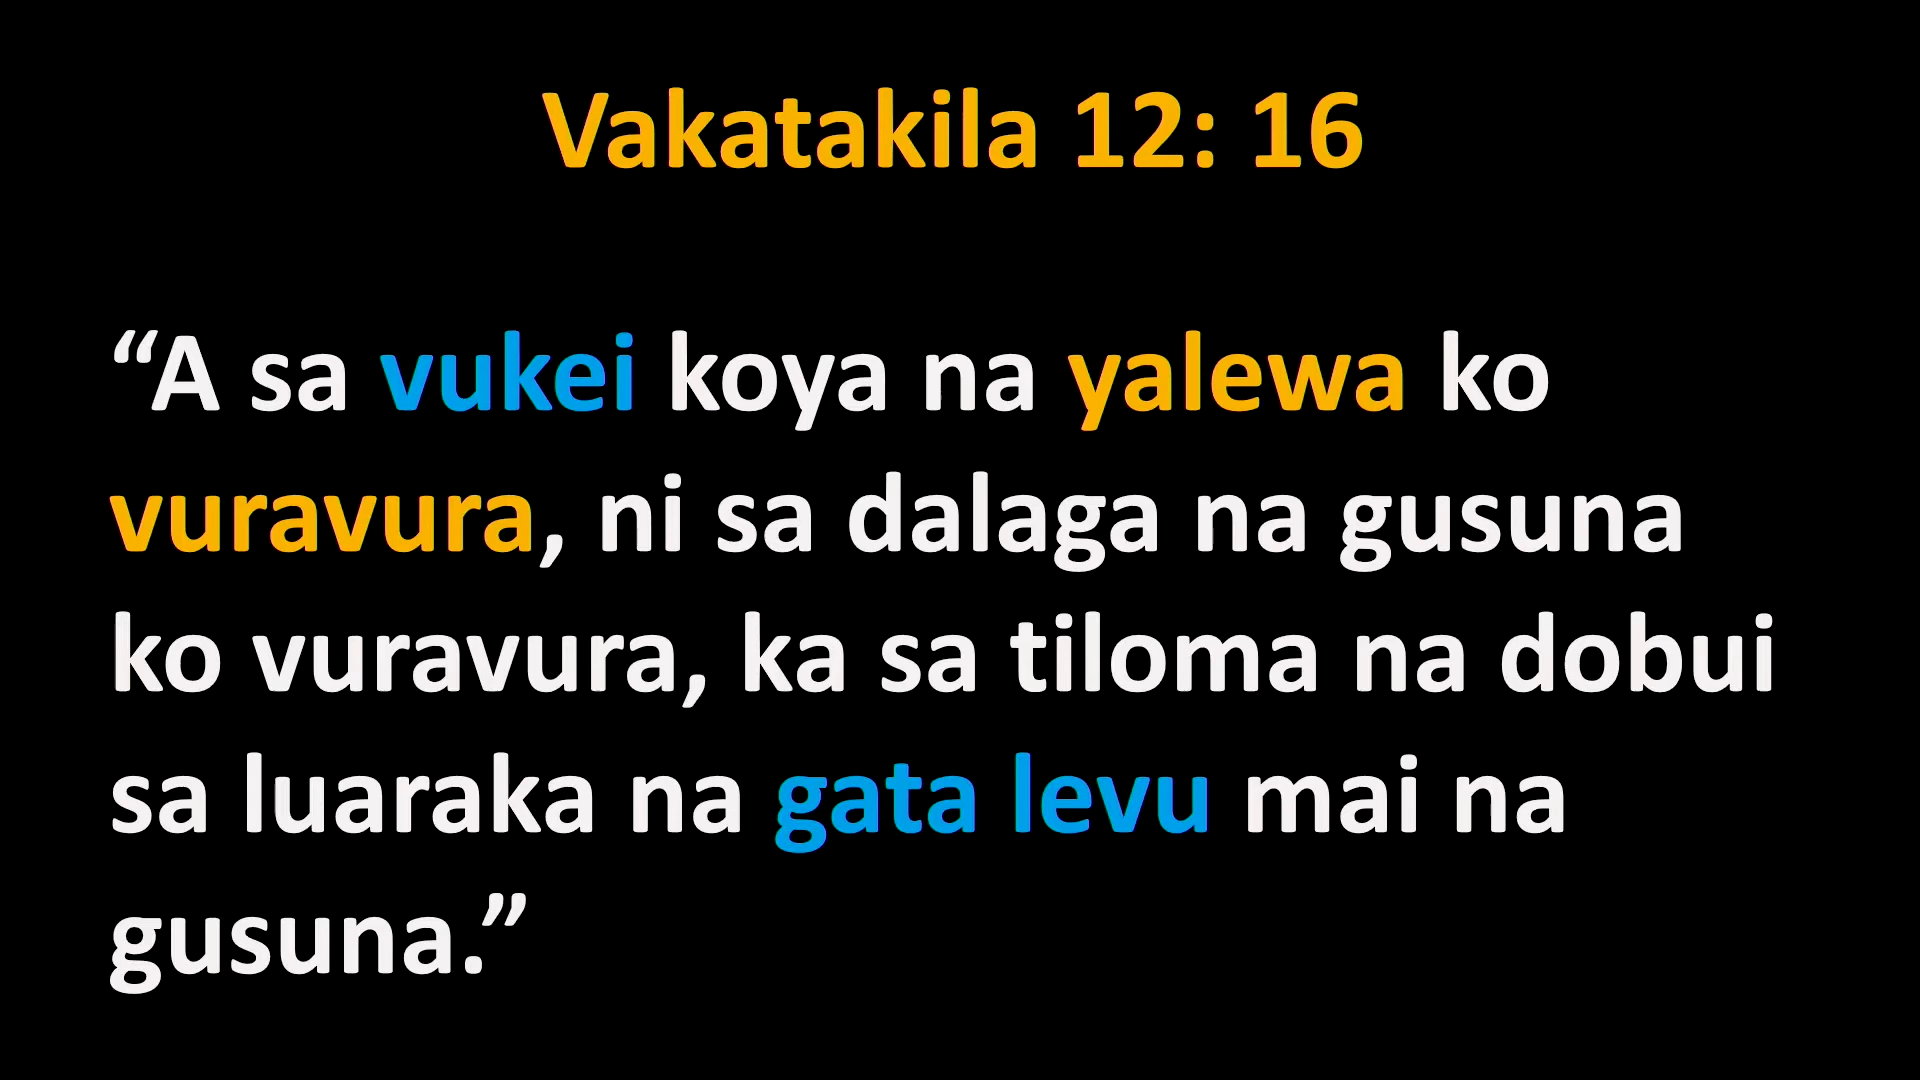 Vakatakila 12: 16
“A sa vukei koya na yalewa ko
vuravura, ni sa dalaga na gusuna
ko vuravura, ka sa tiloma na dobui
sa luaraka na gata levu mai na
gusuna.”